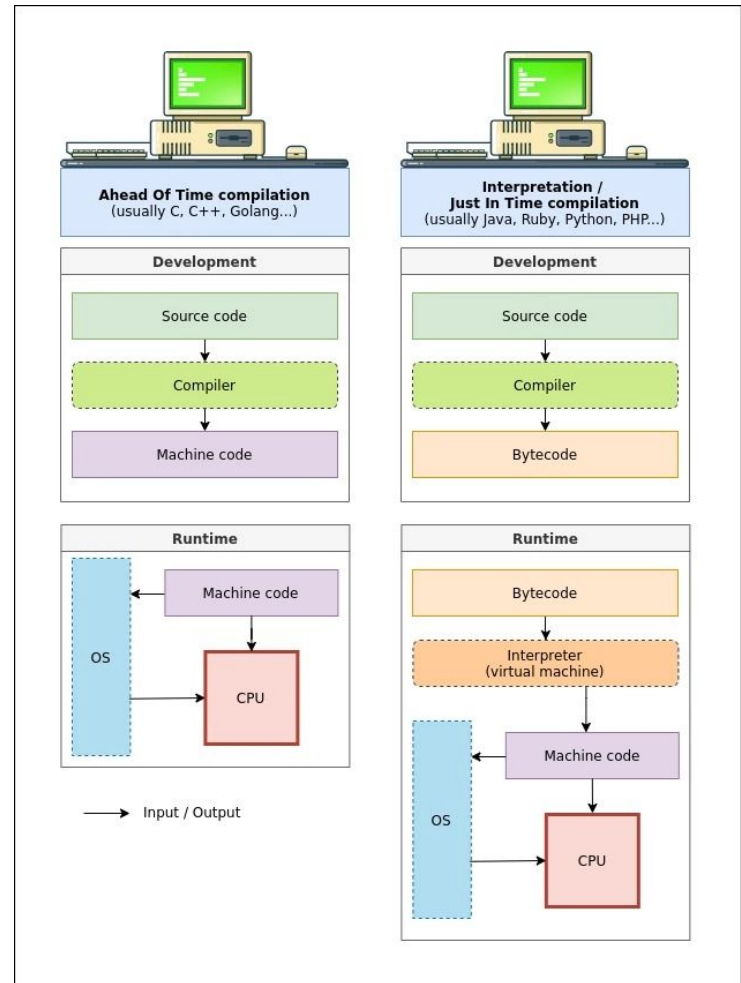 Ahead Of Time compilation
(usually C, C++, Golang...)
Development
Source code
Compiler
Machine code
Runtime
Machine code
OS
CPU
Input / Output
Interpretation /
Just In Time compilation
(usually Java, Ruby, Python, PHP...)
Development
Source code
Compiler
Bytecode
Runtime
Bytecode
Interpreter
(virtual machine)
Machine code
OS
CPU